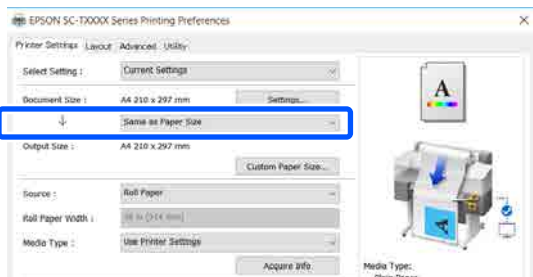 EPSON SC-TXXXX Series Printing Preferences
Printer Settings Layout Advanced Utility
Select Setting : Current Settings
Document Size : A4 210 x 297 mm Settings...
Same as Paper Size
Output Size : A4 210 x 297 mm
Custom Paper Size...
Source : Roll Paper
Roll Paper Width :
Media Type : Use Printer Settings
Acquire Info
Media Type:
Plain Paper
A